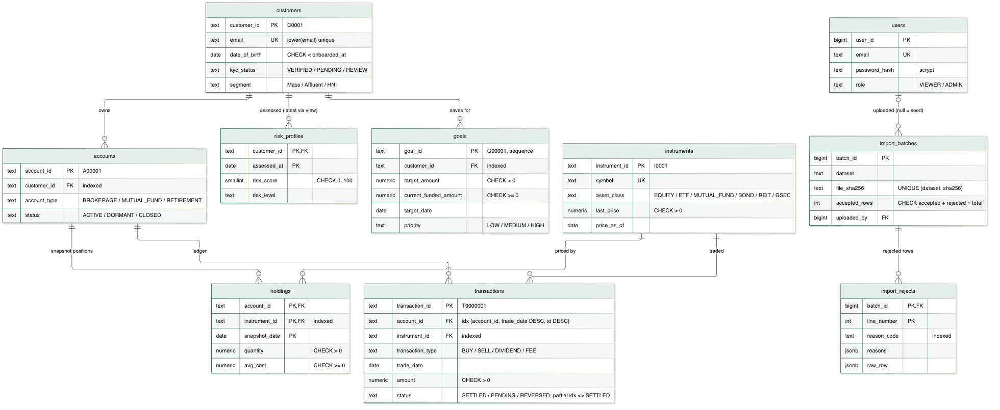 customers
text customer_id PK C0001
text email UK lower(email) unique
date date_of_birth CHECK < onboarded_at
text kyc_status VERIFIED / PENDING / REVIEW
text segment Mass / Affluent / HNI
users
bigint user_id PK
text email UK
text password_hash scrypt
text role VIEWER / ADMIN
owns
assessed (latest via view)
saves for
uploaded (null = seed)
accounts
text account_id PK A00001
text customer_id FK indexed
text account_type BROKERAGE / MUTUAL_FUND / RETIREMENT
text status ACTIVE / DORMANT / CLOSED
risk_profiles
text customer_id PK,FK
date assessed_at PK
smallint risk_score CHECK 0..100
text risk_level
goals
text goal_id PK G00001, sequence
text customer_id FK indexed
numeric target_amount CHECK > 0
numeric current_funded_amount CHECK >= 0
date target_date
text priority LOW / MEDIUM / HIGH
instruments
text instrument_id PK I0001
text symbol UK
text asset_class EQUITY / ETF / MUTUAL_FUND / BOND / REIT / GSEC
numeric last_price CHECK > 0
date price_as_of
import_batches
bigint batch_id PK
text dataset
text file_sha256 UNIQUE (dataset, sha256)
int accepted_rows CHECK accepted + rejected = total
bigint uploaded_by FK
snapshot positions
ledger
priced by
traded
rejected rows
holdings
text account_id PK,FK
text instrument_id PK,FK indexed
date snapshot_date PK
numeric quantity CHECK > 0
numeric avg_cost CHECK >= 0
transactions
text transaction_id PK T0000001
text account_id FK idx (account_id, trade_date DESC, id DESC)
text instrument_id FK indexed
text transaction_type BUY / SELL / DIVIDEND / FEE
date trade_date
numeric amount CHECK > 0
text status SETTLED / PENDING / REVERSED; partial idx <> SETTLED
import_rejects
bigint batch_id PK,FK
int line_number PK
text reason_code indexed
jsonb reasons
jsonb raw_row